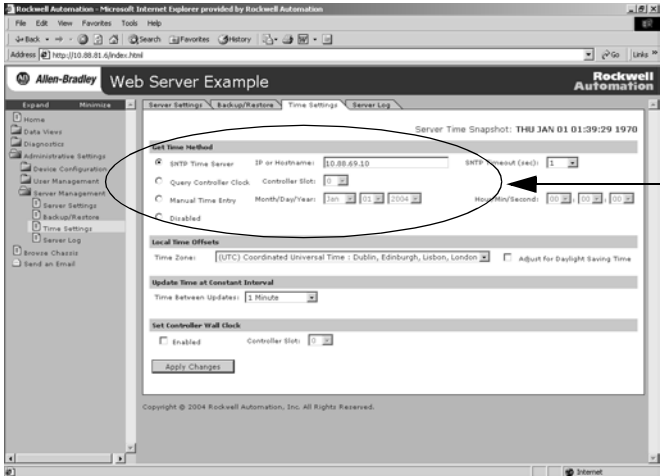 Rockwell Automation - Microsoft Internet Explorer provided by Rockwell Automation
File Edit View Favorites Tools Help
Back Search Favorites History
Address http://10.88.81.6/index.html Go Links »
Allen-Bradley Web Server Example Rockwell Automation
Expand Minimize
Home
Data Views
Diagnostics
Administrative Settings
Device Configuration
User Management
Server Management
Server Settings
Backup/Restore
Time Settings
Server Log
Browse Chassis
Send an Email
Server Settings Backup/Restore Time Settings Server Log
Server Time Snapshot: THU JAN 01 01:39:29 1970
Get Time Method
SNTP Time Server IP or Hostname: 10.88.69.10 SNTP Timeout (sec): 1
Query Controller Clock Controller Slot: 0
Manual Time Entry Month/Day/Year: Jan 01 2004 Hour/Min/Second: 00 : 00 : 00
Disabled
Local Time Offsets
Time Zone: (UTC) Coordinated Universal Time : Dublin, Edinburgh, Lisbon, London Adjust for Daylight Saving Time
Update Time at Constant Interval
Time Between Updates: 1 Minute
Set Controller Wall Clock
Enabled Controller Slot: 0
Apply Changes
Copyright © 2004 Rockwell Automation, Inc. All Rights Reserved.
Internet